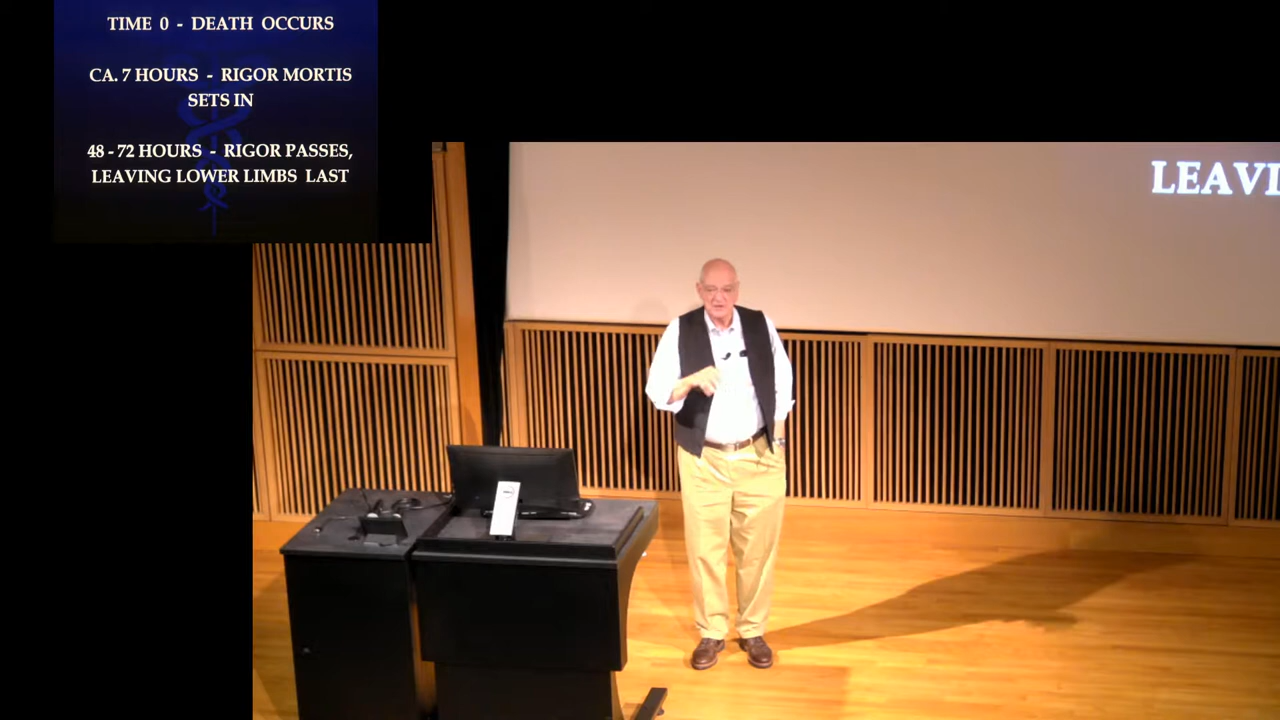 TIME 0 - DEATH OCCURS
CA. 7 HOURS - RIGOR MORTIS
SETS IN
48 - 72 HOURS - RIGOR PASSES,
LEAVING LOWER LIMBS LAST
LEAVI
DELL